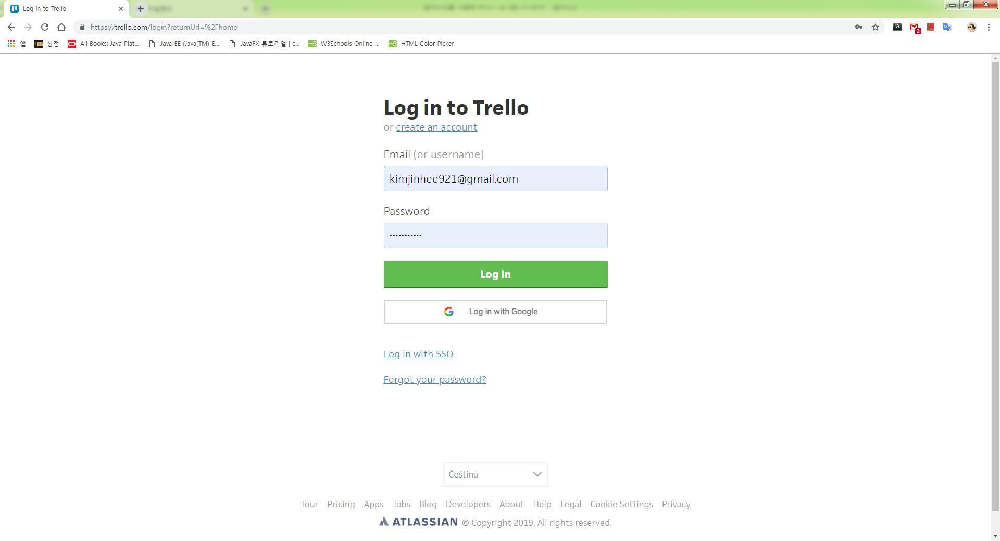 Log in to Trello
https://trello.com/login?returnUrl=%2Fhome
2
앱 PUBG 상점 All Books: Java Plat... Java EE (Java(TM) E... JavaFX 튜토리얼 | c... W3Schools Online ... HTML Color Picker
Log in to Trello
or create an account
Email (or username)
kimjinhee921@gmail.com
Password
Log In
Log in with Google
Log in with SSO
Forgot your password?
Čeština
Tour Pricing Apps Jobs Blog Developers About Help Legal Cookie Settings Privacy
ATLASSIAN © Copyright 2019. All rights reserved.